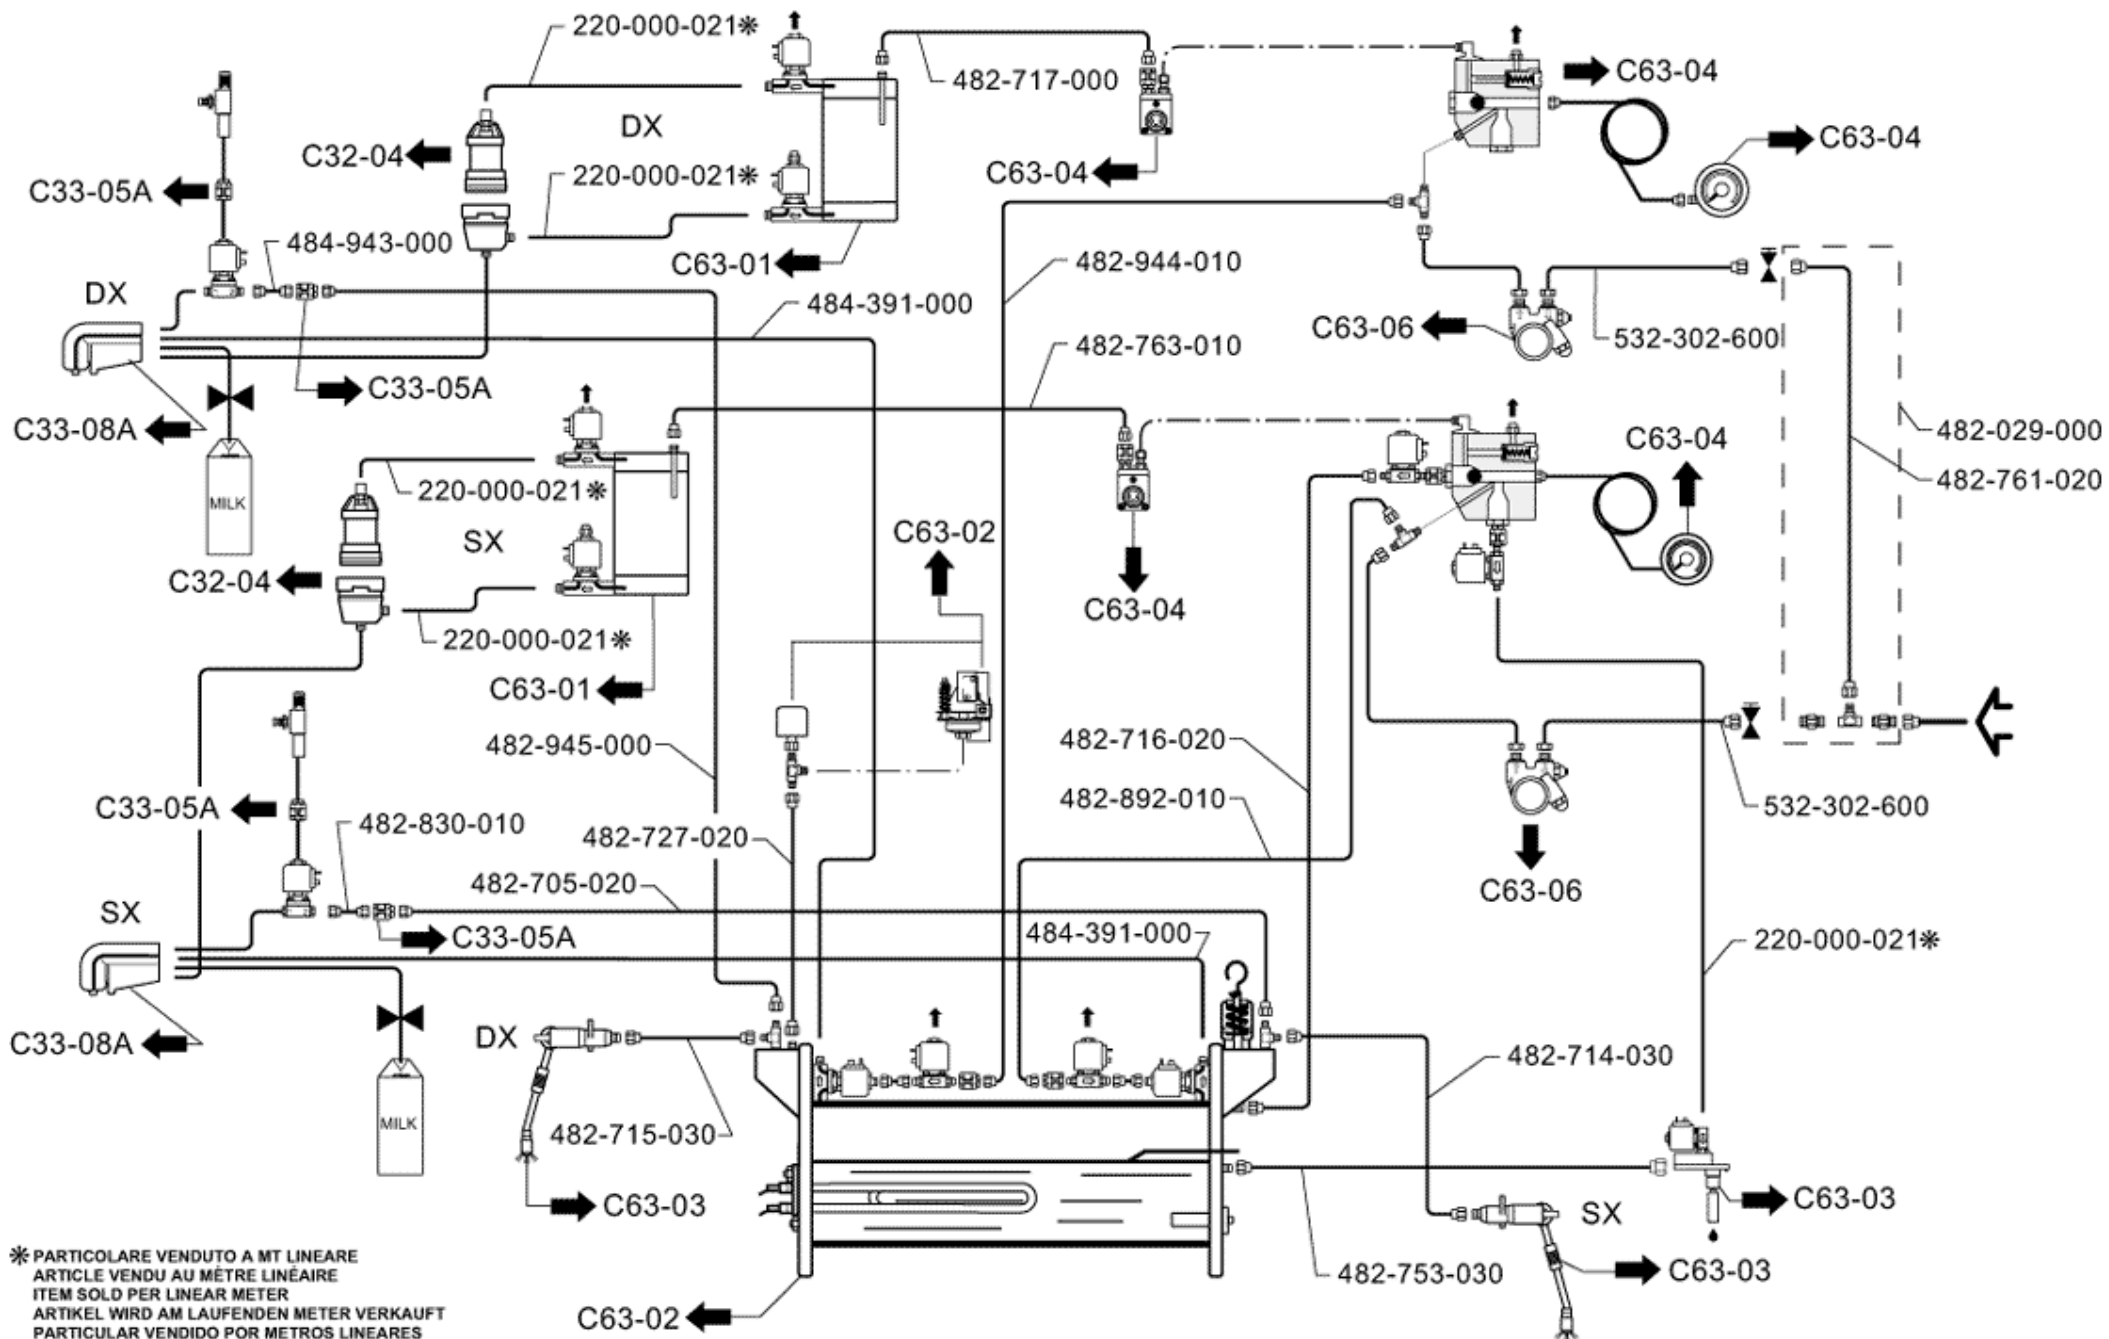 220-000-021*
482-717-000
C63-04
C63-04
C32-04
DX
C33-05A
220-000-021*
C63-04
484-943-000
C63-01
482-944-010
DX
484-391-000
C63-06
532-302-600
482-763-010
C33-05A
C33-08A
482-029-000
C63-04
482-761-020
MILK
220-000-021*
SX
C63-02
C32-04
C63-04
220-000-021*
C63-01
482-945-000
482-716-020
C33-05A
482-830-010
482-892-010
532-302-600
482-727-020
482-705-020
C63-06
SX
C33-05A
484-391-000
220-000-021*
C33-08A
DX
482-714-030
MILK
482-715-030
C63-03
SX
C63-03
482-753-030
C63-03
C63-02
* PARTICOLARE VENDUTO A MT LINEARE
ARTICLE VENDU AU MÈTRE LINÉAIRE
ITEM SOLD PER LINEAR METER
ARTIKEL WIRD AM LAUFENDEN METER VERKAUFT
PARTICULAR VENDIDO POR METROS LINEARES